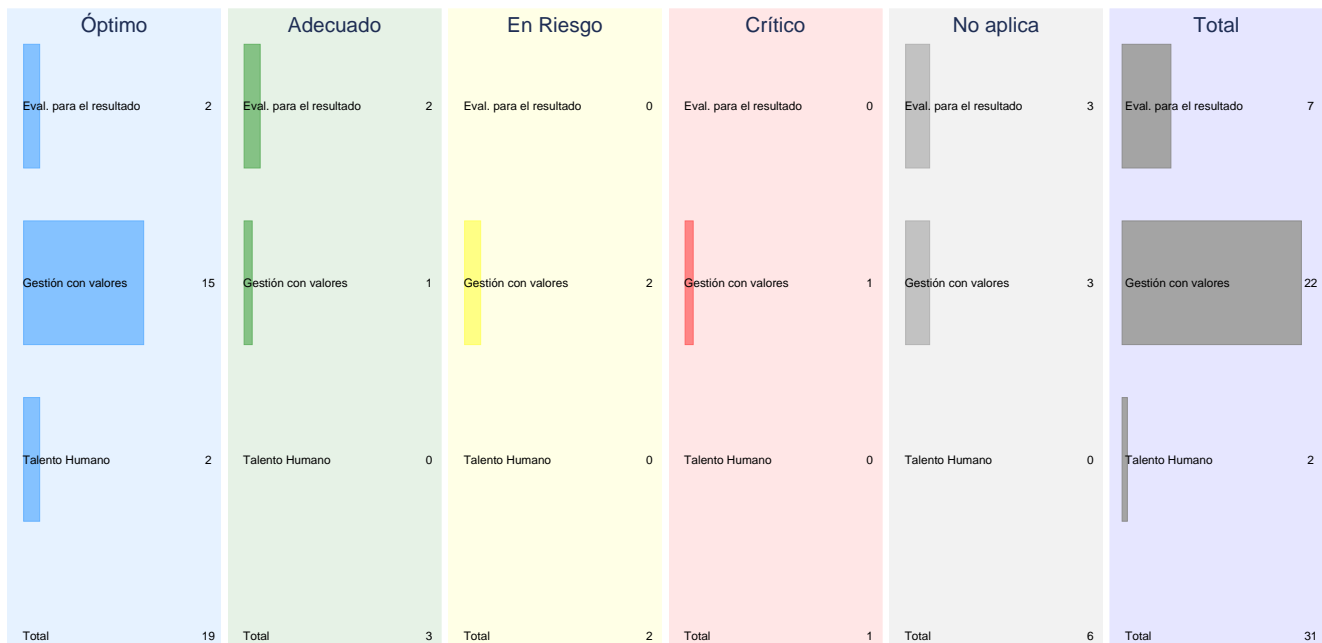 Óptimo Adecuado En Riesgo Crítico No aplica Total
Eval. para el resultado 2 Eval. para el resultado 2 Eval. para el resultado 0 Eval. para el resultado 0 Eval. para el resultado 3 Eval. para el resultado 7
Gestión con valores 15 Gestión con valores 1 Gestión con valores 2 Gestión con valores 1 Gestión con valores 3 Gestión con valores 22
Talento Humano 2 Talento Humano 0 Talento Humano 0 Talento Humano 0 Talento Humano 0 Talento Humano 2
Total 19 Total 3 Total 2 Total 1 Total 6 Total 31